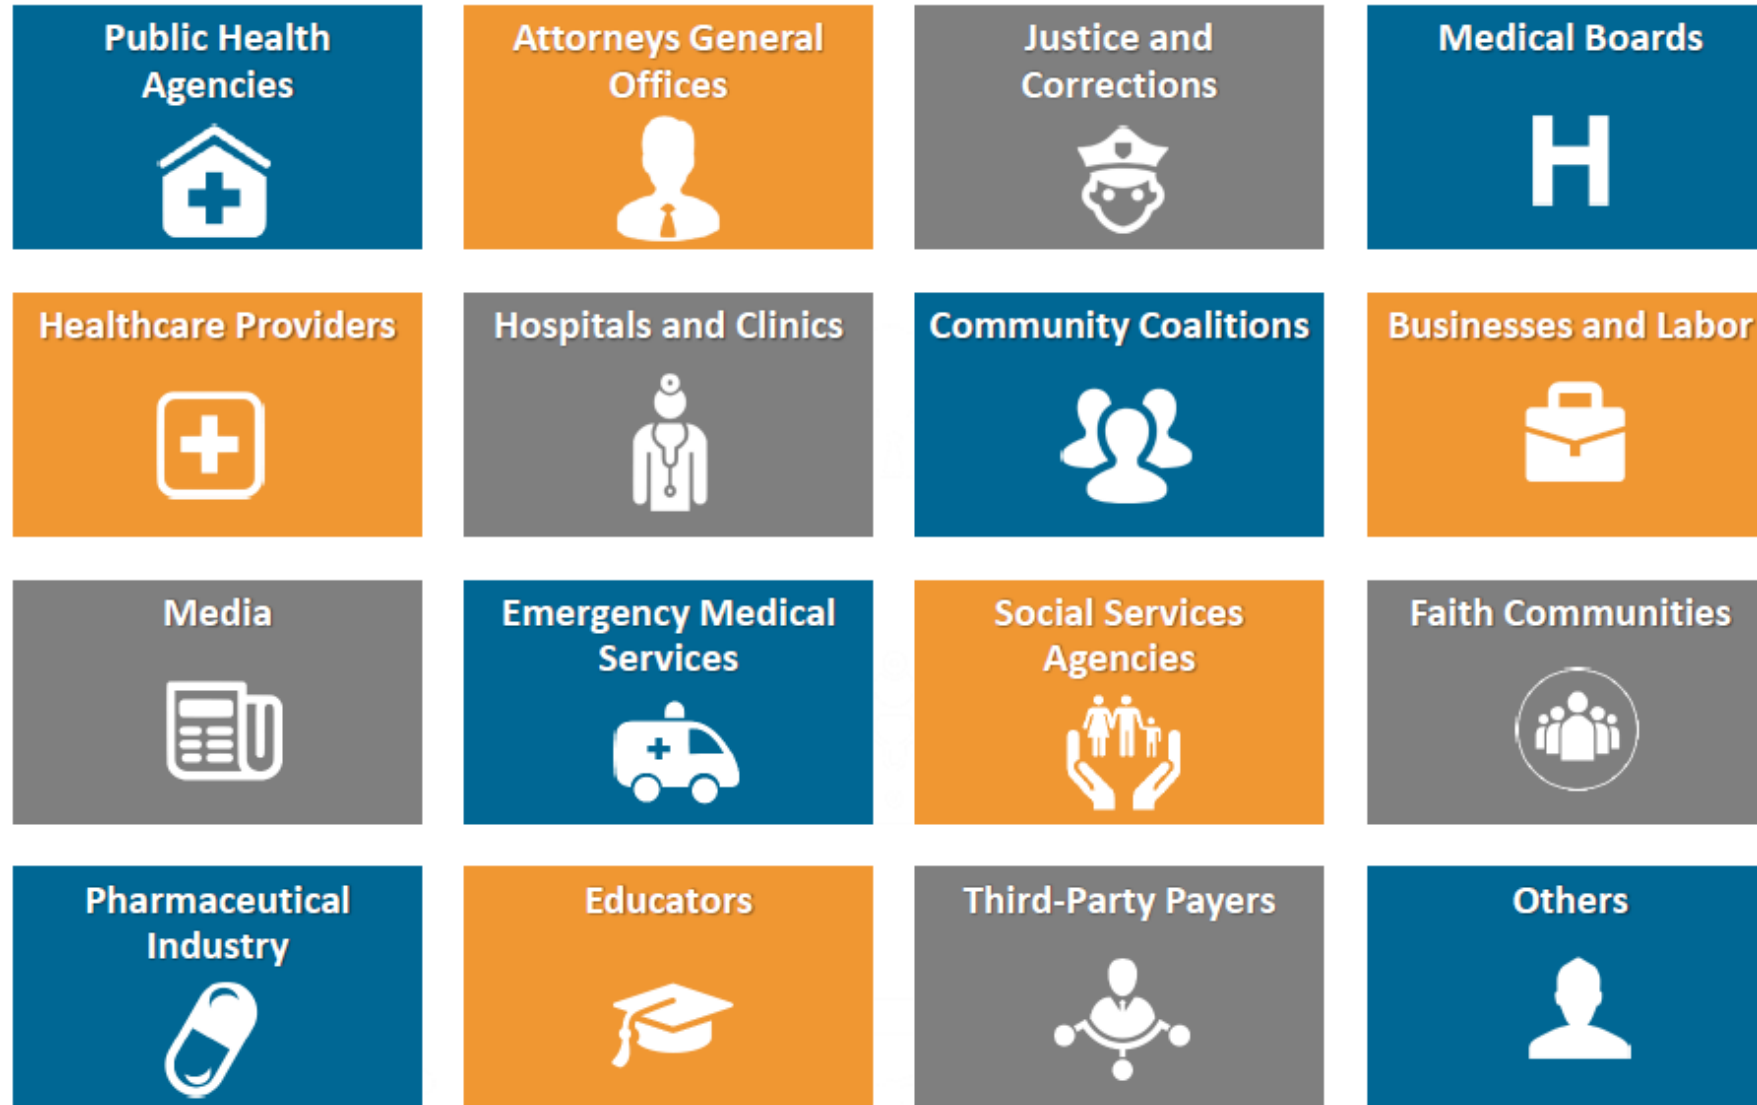 Public Health
Agencies
Attorneys General
Offices
Justice and
Corrections
Medical Boards
H
Healthcare Providers
Hospitals and Clinics
Community Coalitions
Businesses and Labor
Media
Emergency Medical
Services
Social Services
Agencies
Faith Communities
Pharmaceutical
Industry
Educators
Third-Party Payers
Others